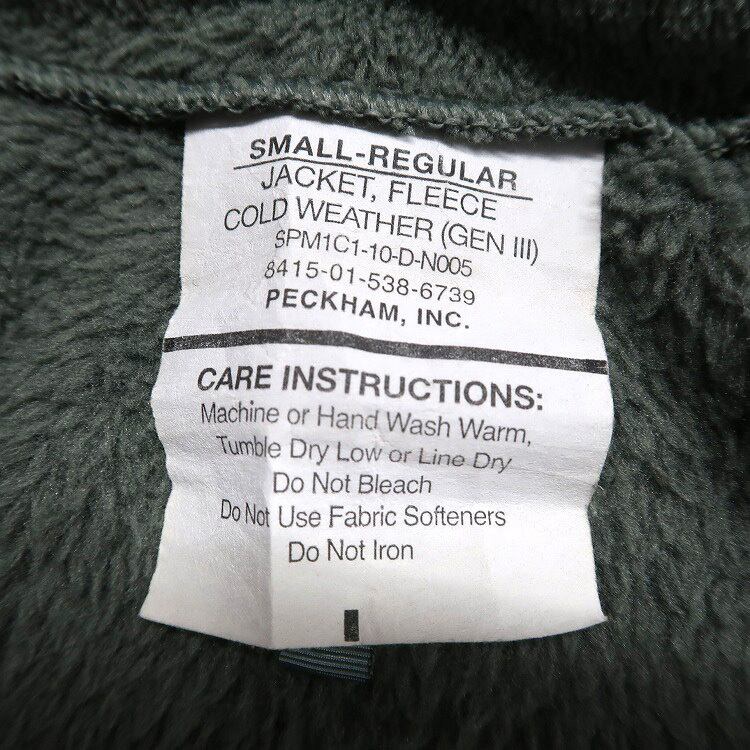 SMALL-REGULAR
JACKET, FLEECE
COLD WEATHER (GEN III)
SPM1C1-10-D-N005
8415-01-538-6739
PECKHAM, INC.
CARE INSTRUCTIONS:
Machine or Hand Wash Warm,
Tumble Dry Low or Line Dry
Do Not Bleach
Do Not Use Fabric Softeners
Do Not Iron